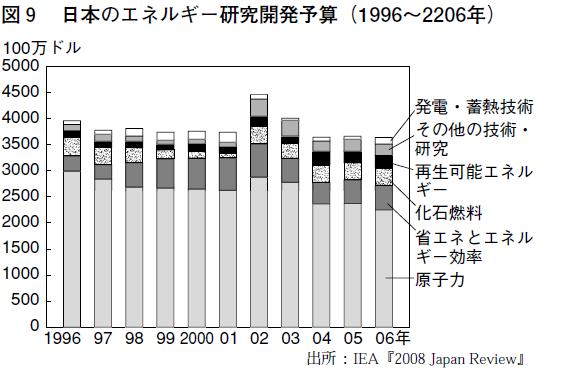 図9 日本のエネルギー研究開発予算（1996～2206年）
100万ドル
5000
4500
4000
3500
3000
2500
2000
1500
1000
500
0
1996 97 98 99 2000 01 02 03 04 05 06年
発電・蓄熱技術
その他の技術・
研究
再生可能エネル
ギー
化石燃料
省エネとエネル
ギー効率
原子力
出所：IEA『2008 Japan Review』